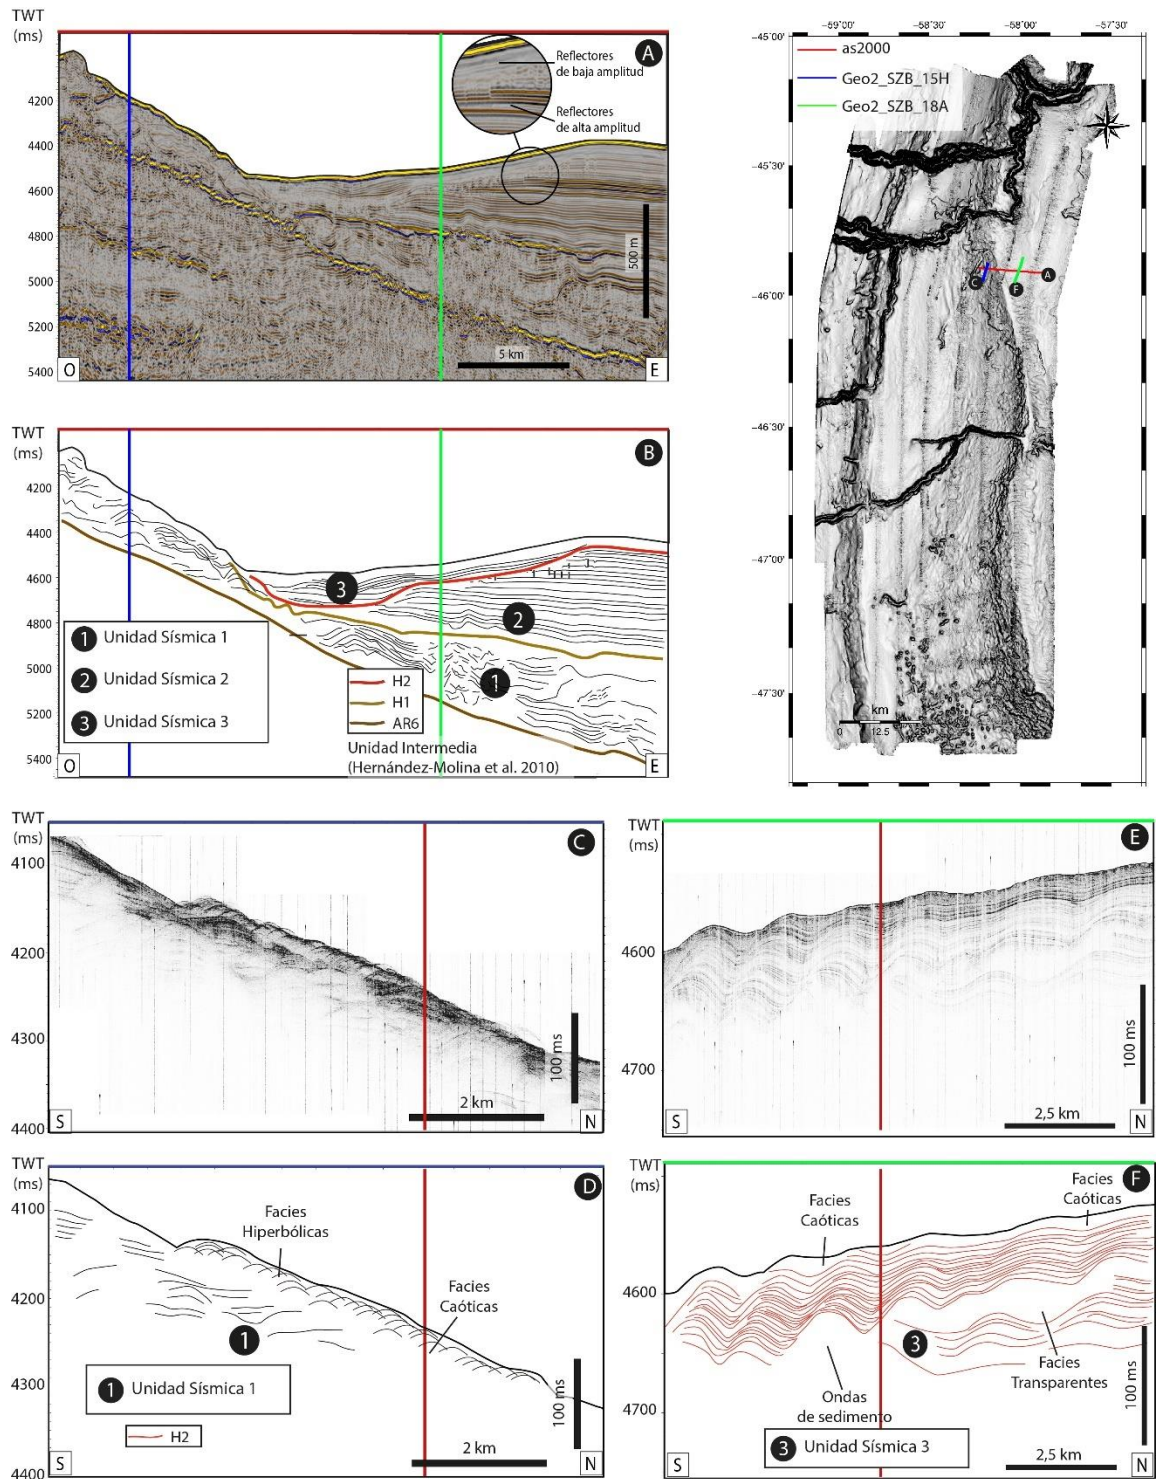 TWT
(ms)
4200
4400
4600
4800
5000
5200
5400
A
Reflectores
de baja amplitud
Reflectores
de alta amplitud
500 m
5 km
O
E
-59°00'
-58°30'
-58°00'
-57°30'
-45°00'
-45°30'
-46°00'
-46°30'
-47°00'
-47°30'
as2000
Geo2_SZB_15H
Geo2_SZB_18A
C
F
A
km
0
12.5
TWT
(ms)
4200
4400
4600
4800
5000
5200
5400
B
3
2
1
1 Unidad Sísmica 1
2 Unidad Sísmica 2
3 Unidad Sísmica 3
H2
H1
AR6
Unidad Intermedia
(Hernández-Molina et al. 2010)
O
E
TWT
(ms)
4100
4200
4300
4400
C
100 ms
2 km
S
N
TWT
(ms)
4600
4700
E
100 ms
2,5 km
S
N
TWT
(ms)
4100
4200
4300
4400
D
Facies
Hiperbólicas
Facies
Caóticas
1
1 Unidad Sísmica 1
H2
100 ms
2 km
S
N
TWT
(ms)
4600
4700
F
Facies
Caóticas
Facies
Caóticas
3
Facies
Transparentes
Ondas
de sedimento
3 Unidad Sísmica 3
100 ms
2,5 km
S
N